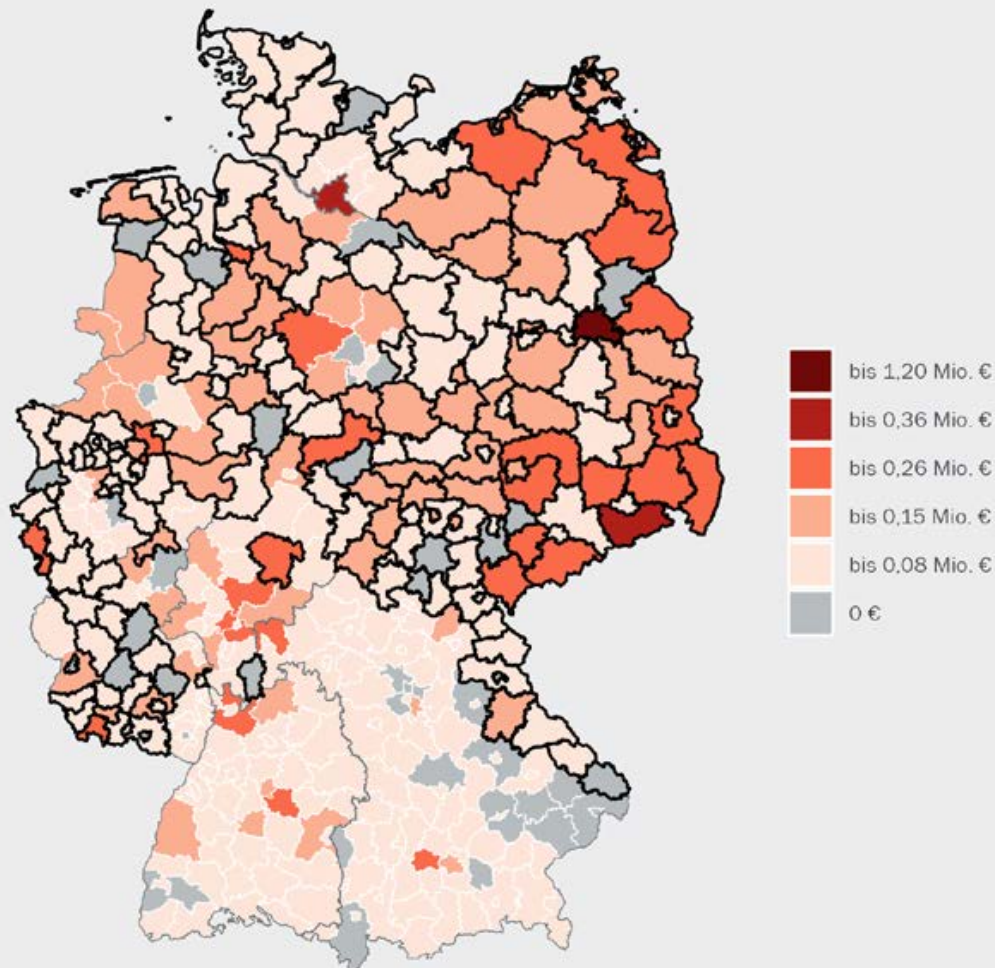 bis 1,20 Mio. €
bis 0,36 Mio. €
bis 0,26 Mio. €
bis 0,15 Mio. €
bis 0,08 Mio. €
0 €